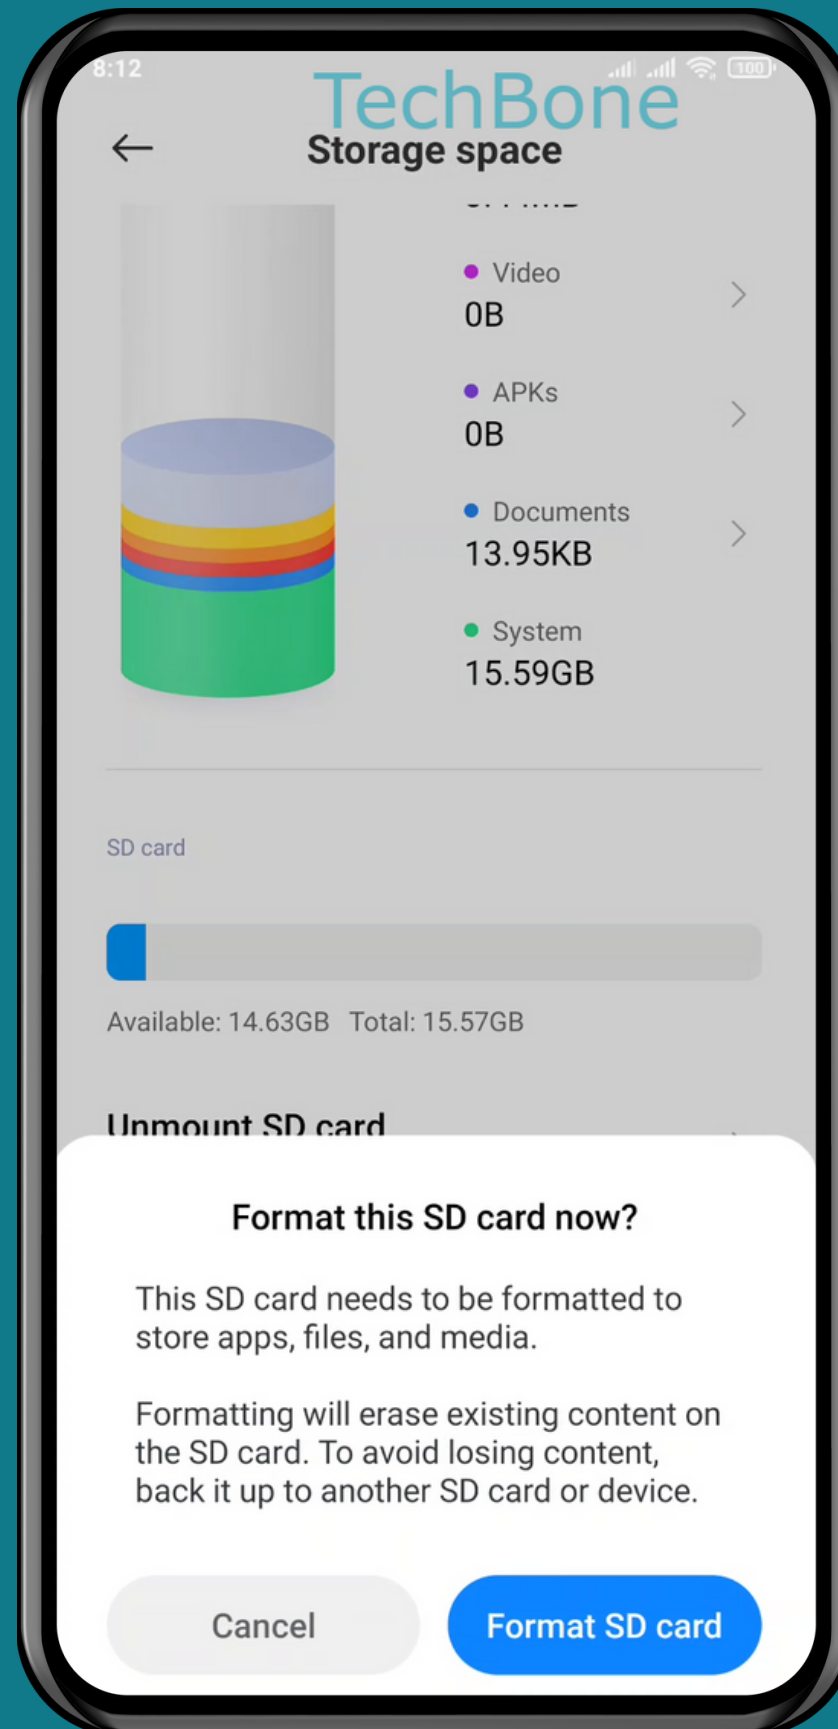 8:12
100
TechBone
Storage space
Video
0B
APKs
0B
Documents
13.95KB
System
15.59GB
SD card
Available: 14.63GB Total: 15.57GB
Unmount SD card
Format this SD card now?
This SD card needs to be formatted to
store apps, files, and media.
Formatting will erase existing content on
the SD card. To avoid losing content,
back it up to another SD card or device.
Cancel
Format SD card